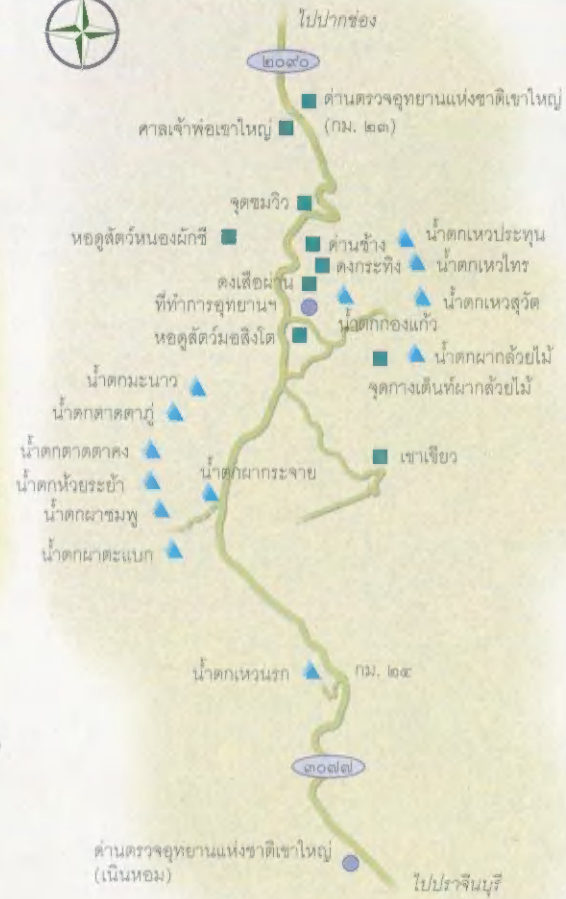 ไปปากช่อง
๒๐๙๐
ด่านตรวจอุทยานแห่งชาติเขาใหญ่
(กม. ๒๓)
ศาลเจ้าพ่อเขาใหญ่
จุดชมวิว
หอดูสัตว์หนองผักชี
ด่านช้าง
น้ำตกเหวประทุน
ดงกระทิง
น้ำตกเหวไทร
ดงเสือผ่าน
ที่ทำการอุทยานฯ
น้ำตกเหวสุวัต
น้ำตกกองแก้ว
หอดูสัตว์มอสิงโต
น้ำตกผากล้วยไม้
จุดกางเต็นท์ผากล้วยไม้
น้ำตกมะนาว
น้ำตกตาดตาภู่
น้ำตกตาดตาคง
เขาเขียว
น้ำตกผากระจาย
น้ำตกห้วยระย้า
น้ำตกผาชมพู
น้ำตกผาตะแบก
น้ำตกเหวนรก
กม. ๒๔
๓๐๗๗
ด่านตรวจอุทยานแห่งชาติเขาใหญ่
(เนินหอม)
ไปปราจีนบุรี